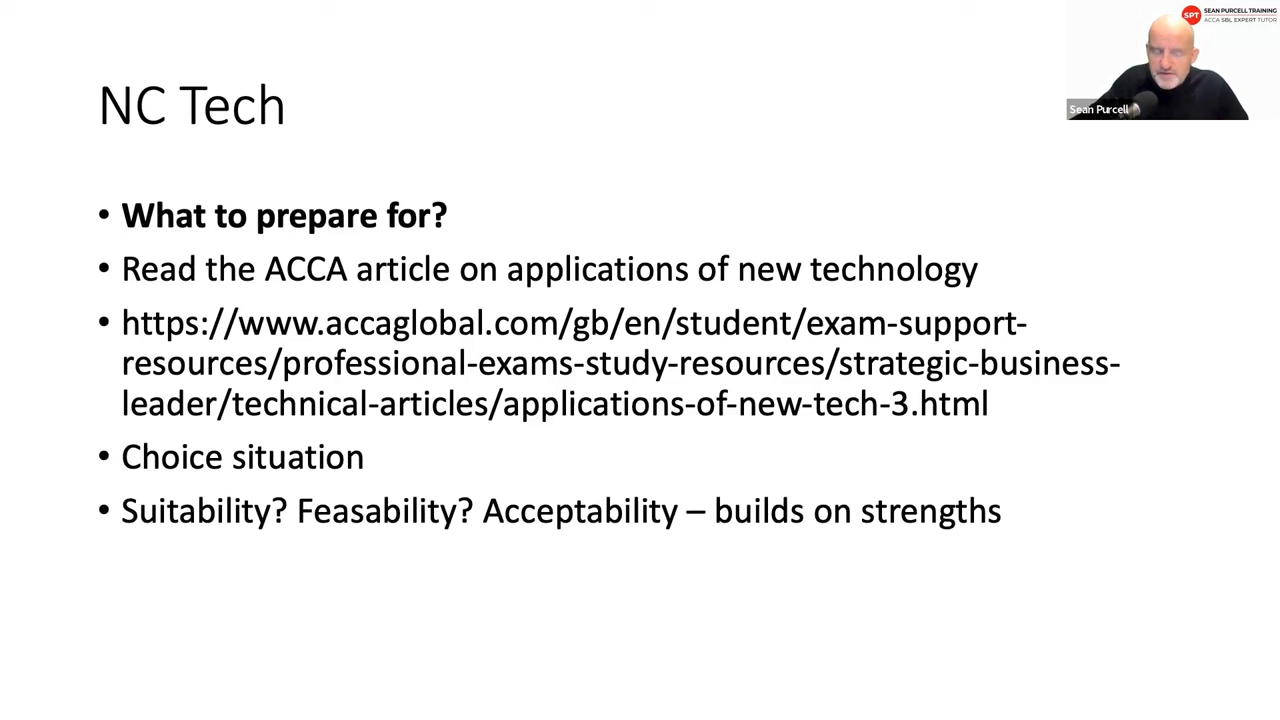 SPT
SEAN PURCELL TRAINING
ACCA SBL EXPERT TUTOR
Sean Purcell
NC Tech
• What to prepare for?
• Read the ACCA article on applications of new technology
• https://www.accaglobal.com/gb/en/student/exam-support-
resources/professional-exams-study-resources/strategic-business-
leader/technical-articles/applications-of-new-tech-3.html
• Choice situation
• Suitability? Feasability? Acceptability – builds on strengths